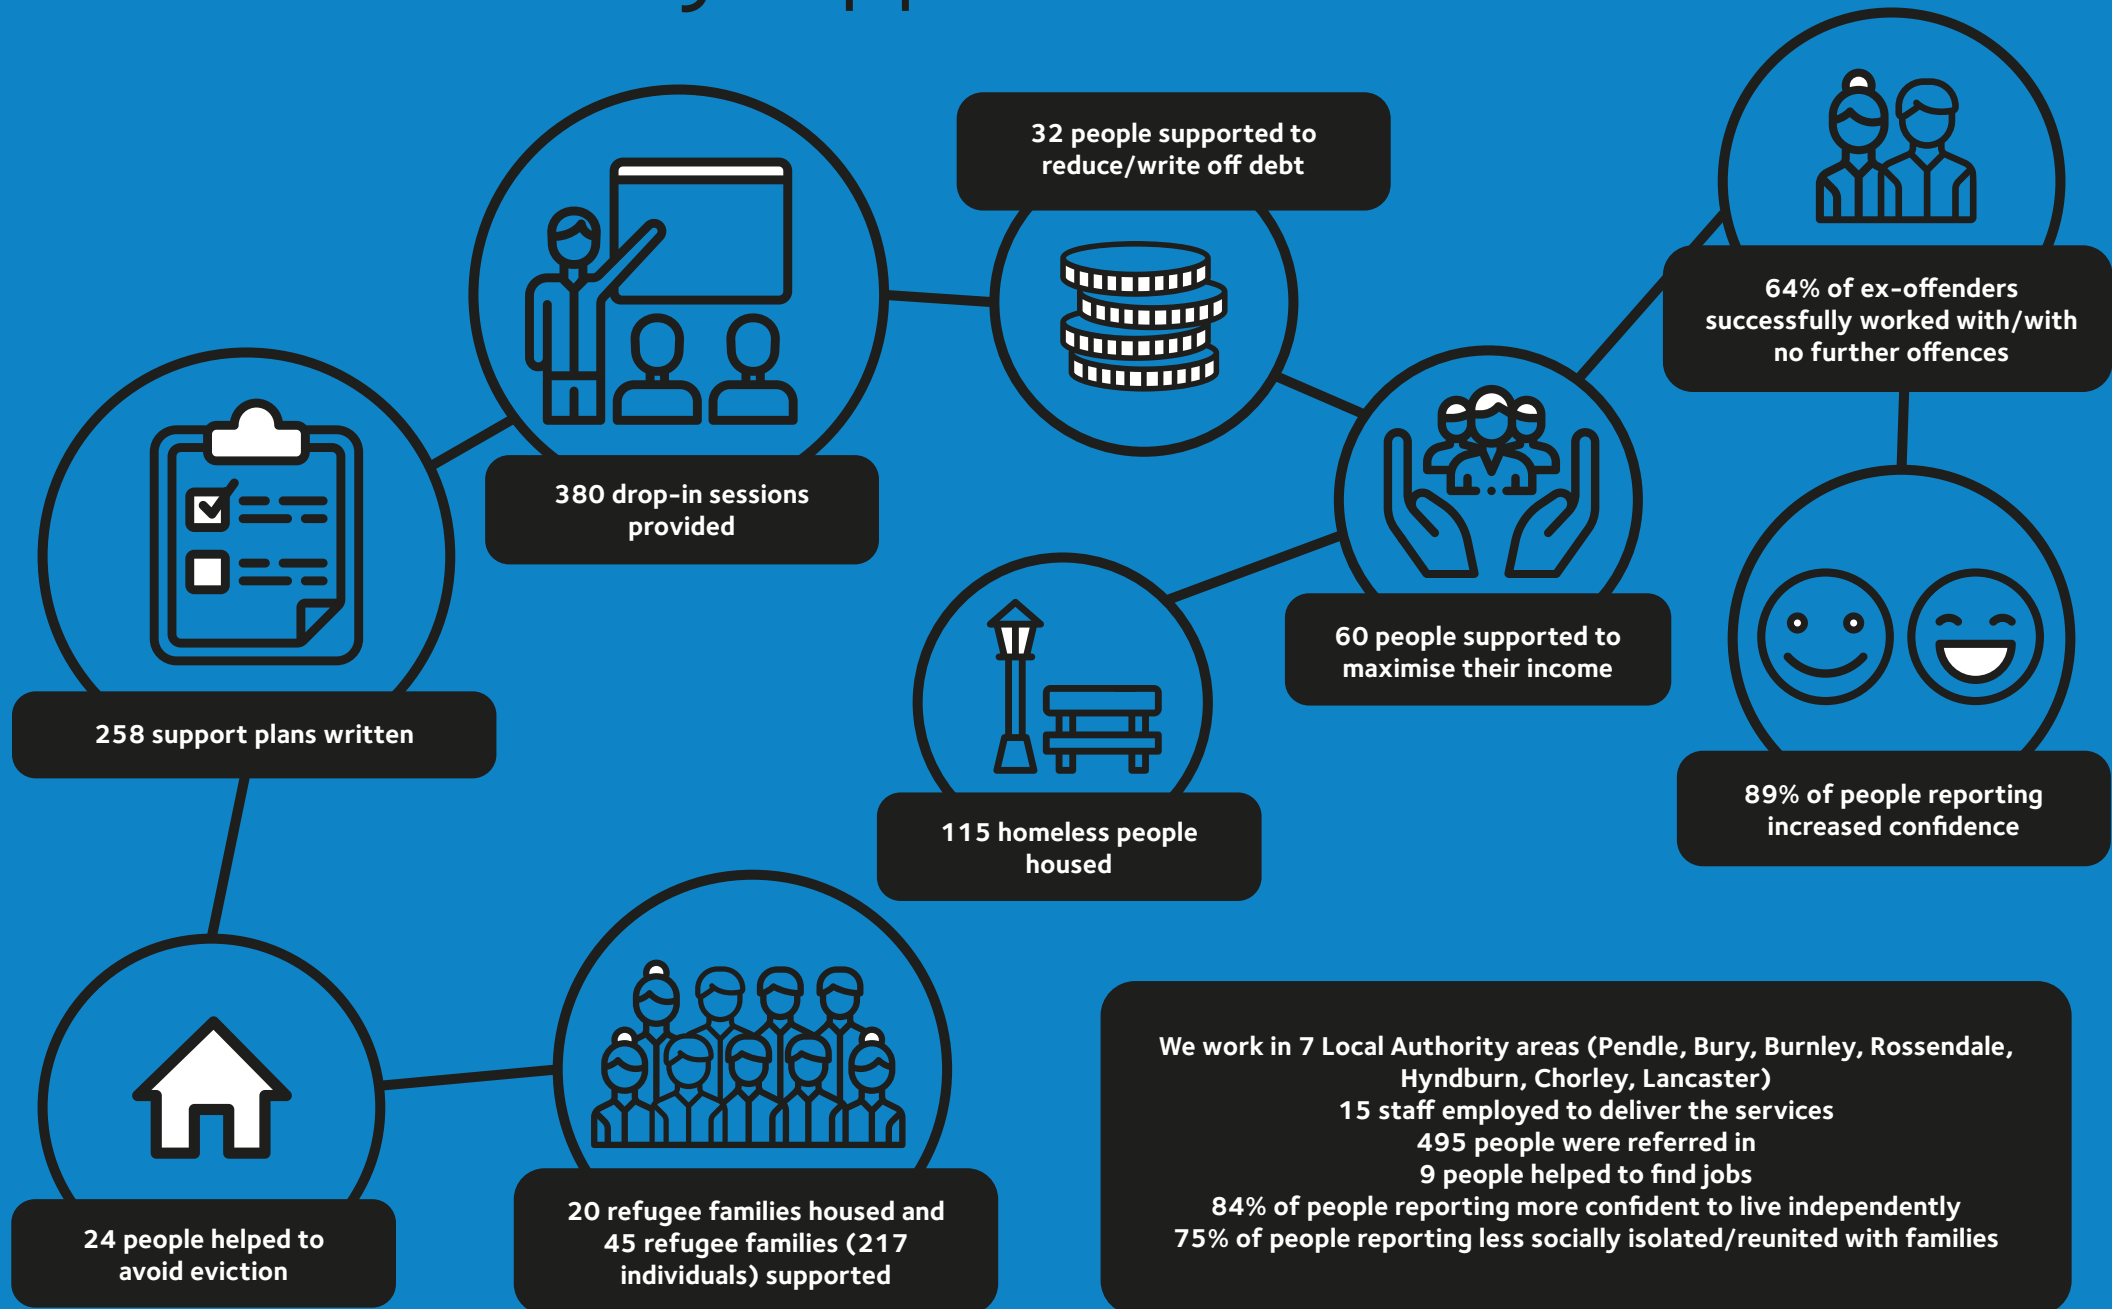 32 people supported to
reduce/write off debt
64% of ex-offenders
successfully worked with/with
no further offences
380 drop-in sessions
provided
60 people supported to
maximise their income
258 support plans written
89% of people reporting
increased confidence
115 homeless people
housed
24 people helped to
avoid eviction
20 refugee families housed and
45 refugee families (217
individuals) supported
We work in 7 Local Authority areas (Pendle, Bury, Burnley, Rossendale,
Hyndburn, Chorley, Lancaster)
15 staff employed to deliver the services
495 people were referred in
9 people helped to find jobs
84% of people reporting more confident to live independently
75% of people reporting less socially isolated/reunited with families